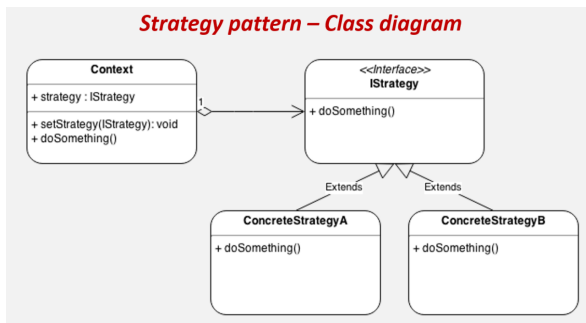 Strategy pattern – Class diagram
Context
+ strategy : IStrategy
+ setStrategy(IStrategy): void
+ doSomething()
1
<<Interface>>
IStrategy
+ doSomething()
Extends
Extends
ConcreteStrategyA
+ doSomething()
ConcreteStrategyB
+ doSomething()